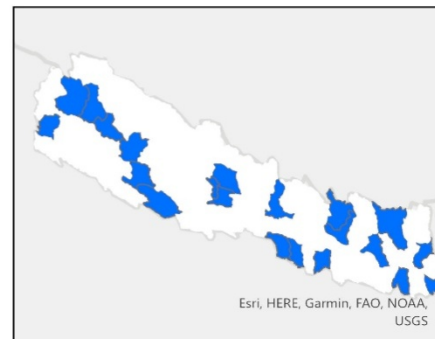 Esri, HERE, Garmin, FAO, NOAA,
USGS